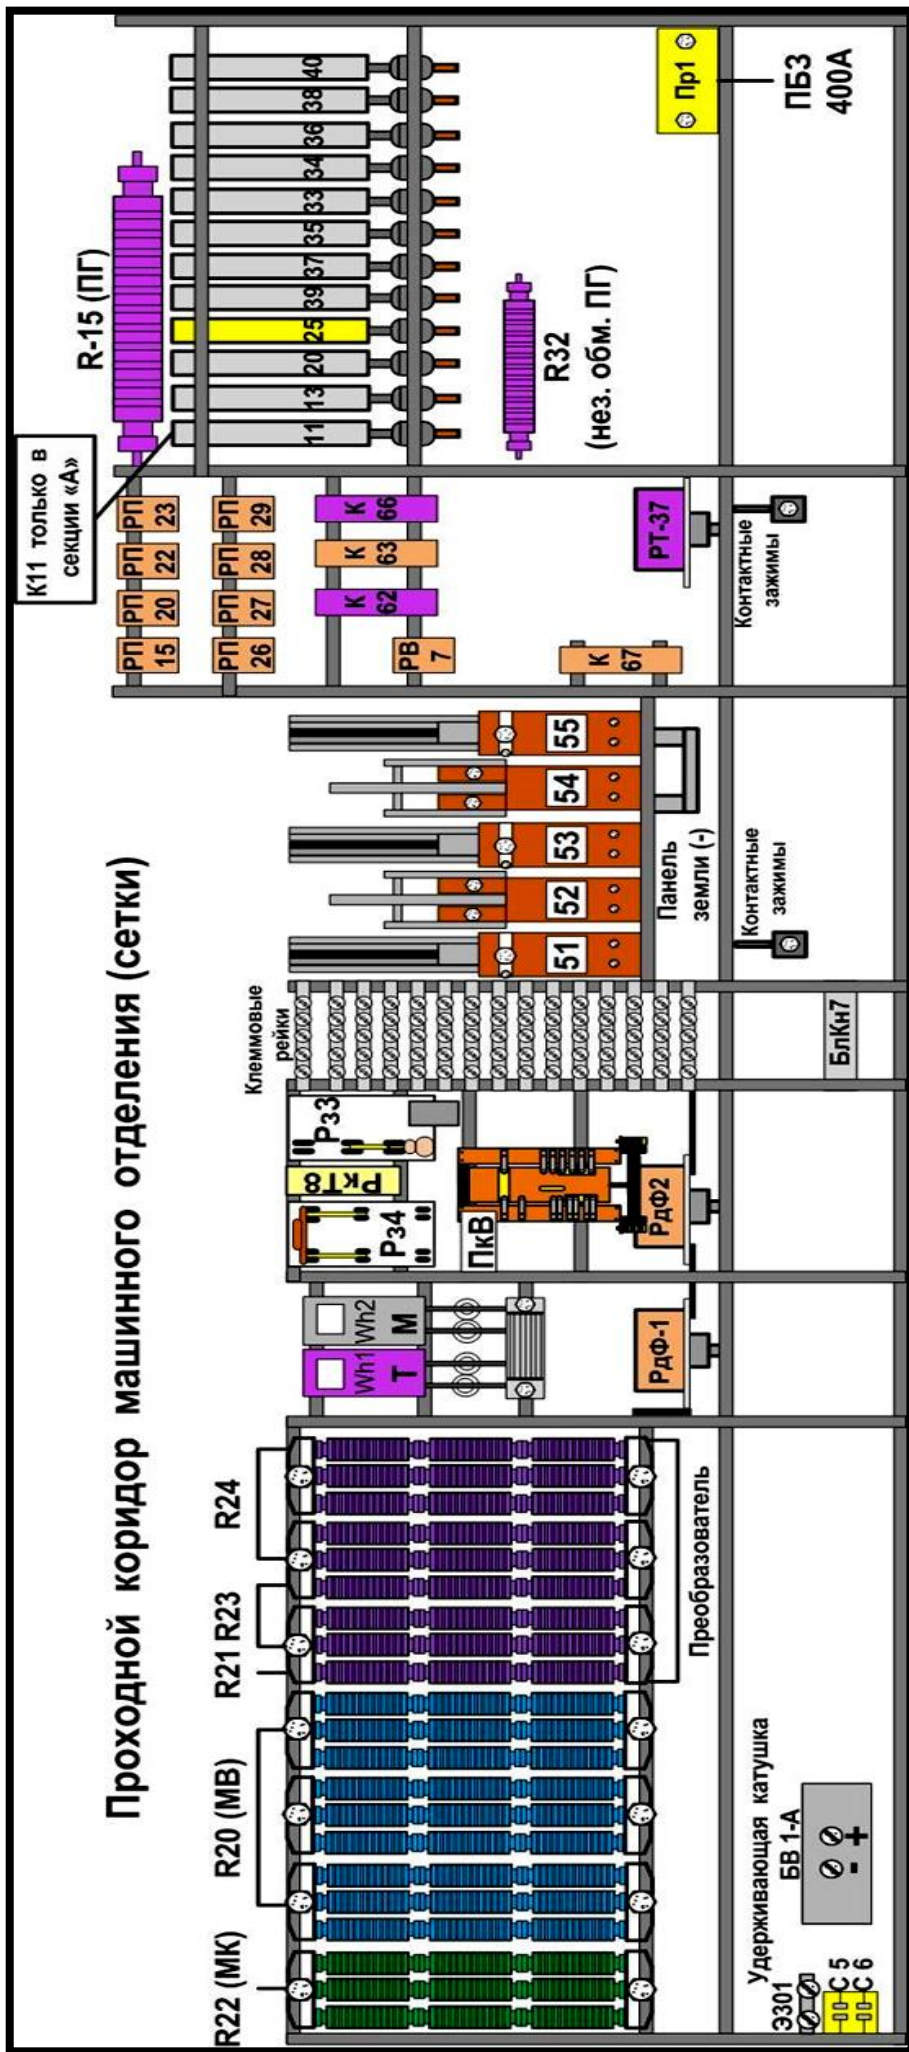 Проходной коридор машинного отделения (сетки)
R22 (МК)
R20 (МВ)
R21
R23
R24
Преобразователь
Удерживающая катушка
БВ 1-А
- +
Э301
С 5
С 6
Wh1
Т
Wh2
М
РдФ-1
Рз4
РкТ8
Рз3
ПкВ
РдФ2
Клеммовые
рейки
БлКн7
51
52
53
54
55
Панель
земли (-)
Контактные
зажимы
РП
15
РП
20
РП
22
РП
23
РП
26
РП
27
РП
28
РП
29
К
62
К
63
К
66
РВ
7
К
67
РТ-37
Контактные
зажимы
К11 только в
секции «А»
R-15 (ПГ)
11
13
20
25
39
37
35
33
34
36
38
40
R32
(нез. обм. ПГ)
Пр1
ПБЗ
400А